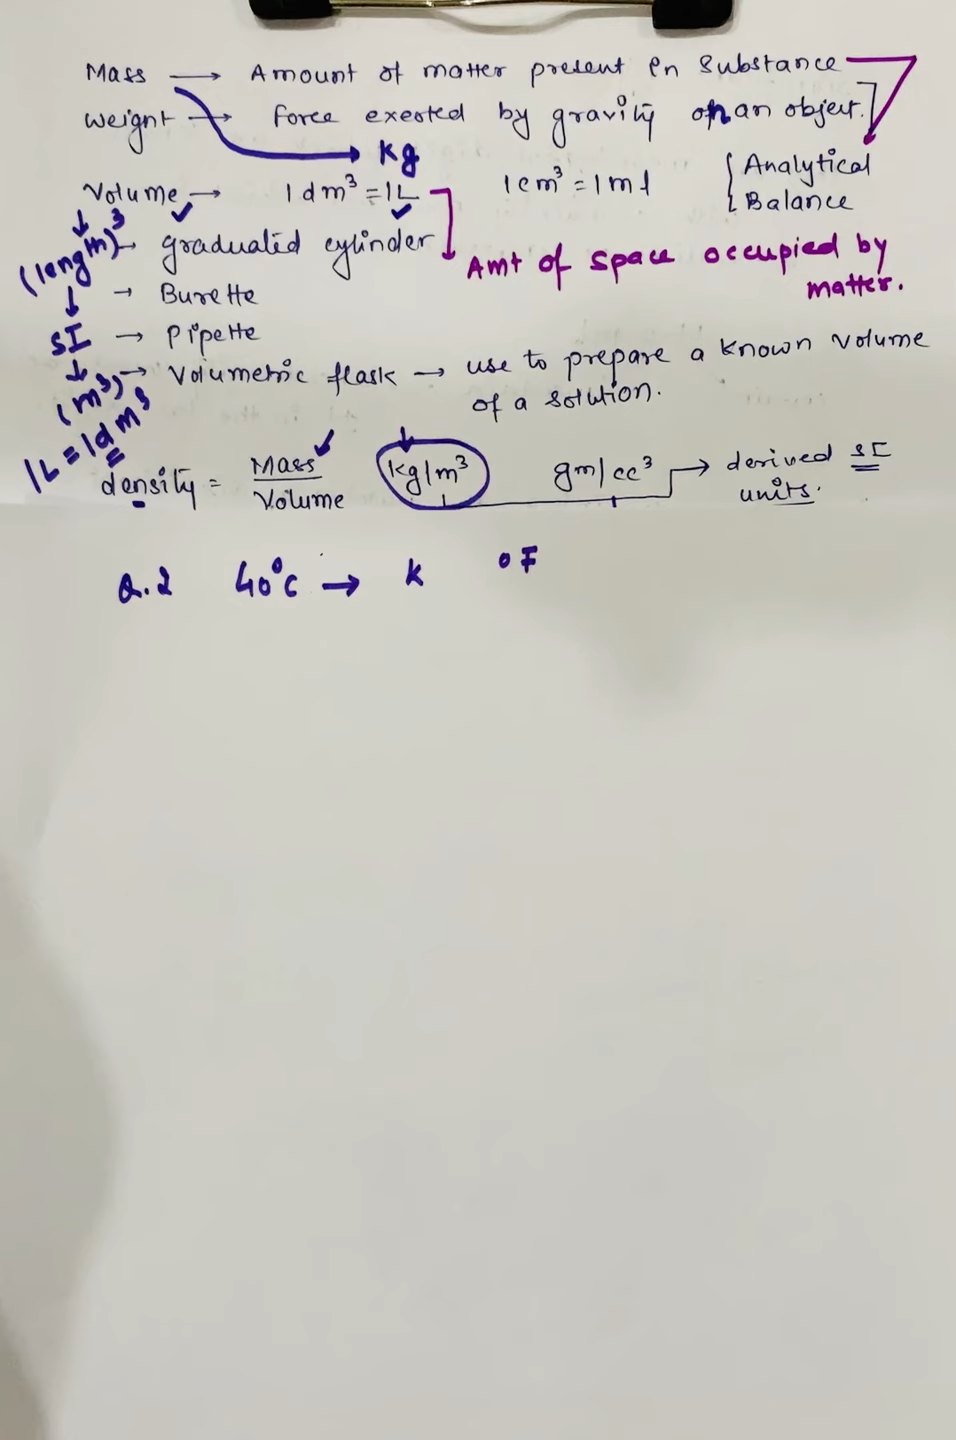 Mass → Amount of matter present in Substance
weight → force exerted by gravity on an object.
Kg
Volume → 1 dm³ = 1L 1 cm³ = 1 ml
Analytical
Balance
(length)³ → graduated cylinder
Amt of space occupied by
matter.
→ Burette
SI → Pipette
(m³) → Volumetric flask → use to prepare a known volume
of a solution.
1L = 1dm³
density = Mass/Volume kg/m³ gm/cc³ → derived SI
units.
Q.2 40°C → K °F